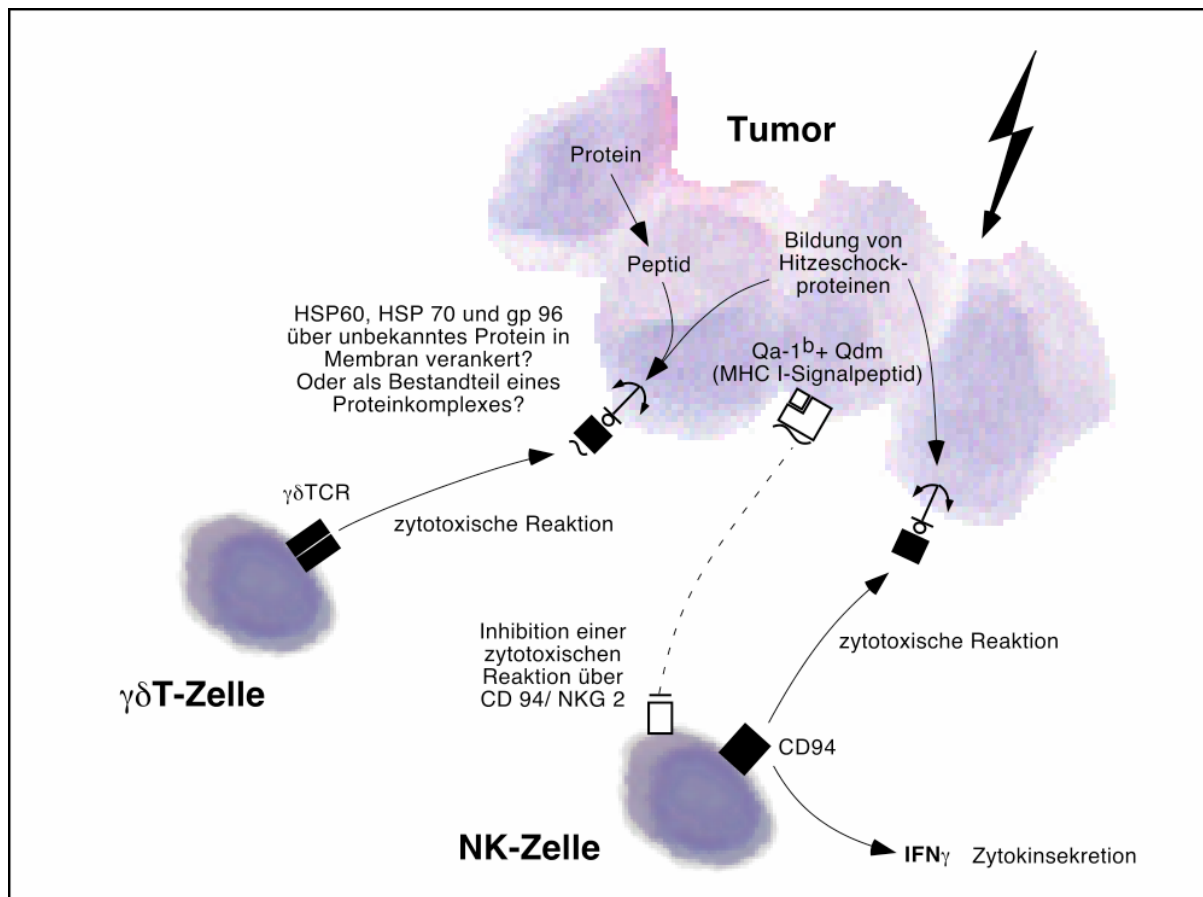 Tumor
Protein
Peptid
Bildung von
Hitzeschock-
proteinen
HSP60, HSP 70 und gp 96
über unbekanntes Protein in
Membran verankert?
Oder als Bestandteil eines
Proteinkomplexes?
Qa-1b+ Qdm
(MHC I-Signalpeptid)
γδTCR
zytotoxische Reaktion
γδT-Zelle
Inhibition einer
zytotoxischen
Reaktion über
CD 94/ NKG 2
zytotoxische Reaktion
CD94
NK-Zelle
IFNγ Zytokinsekretion